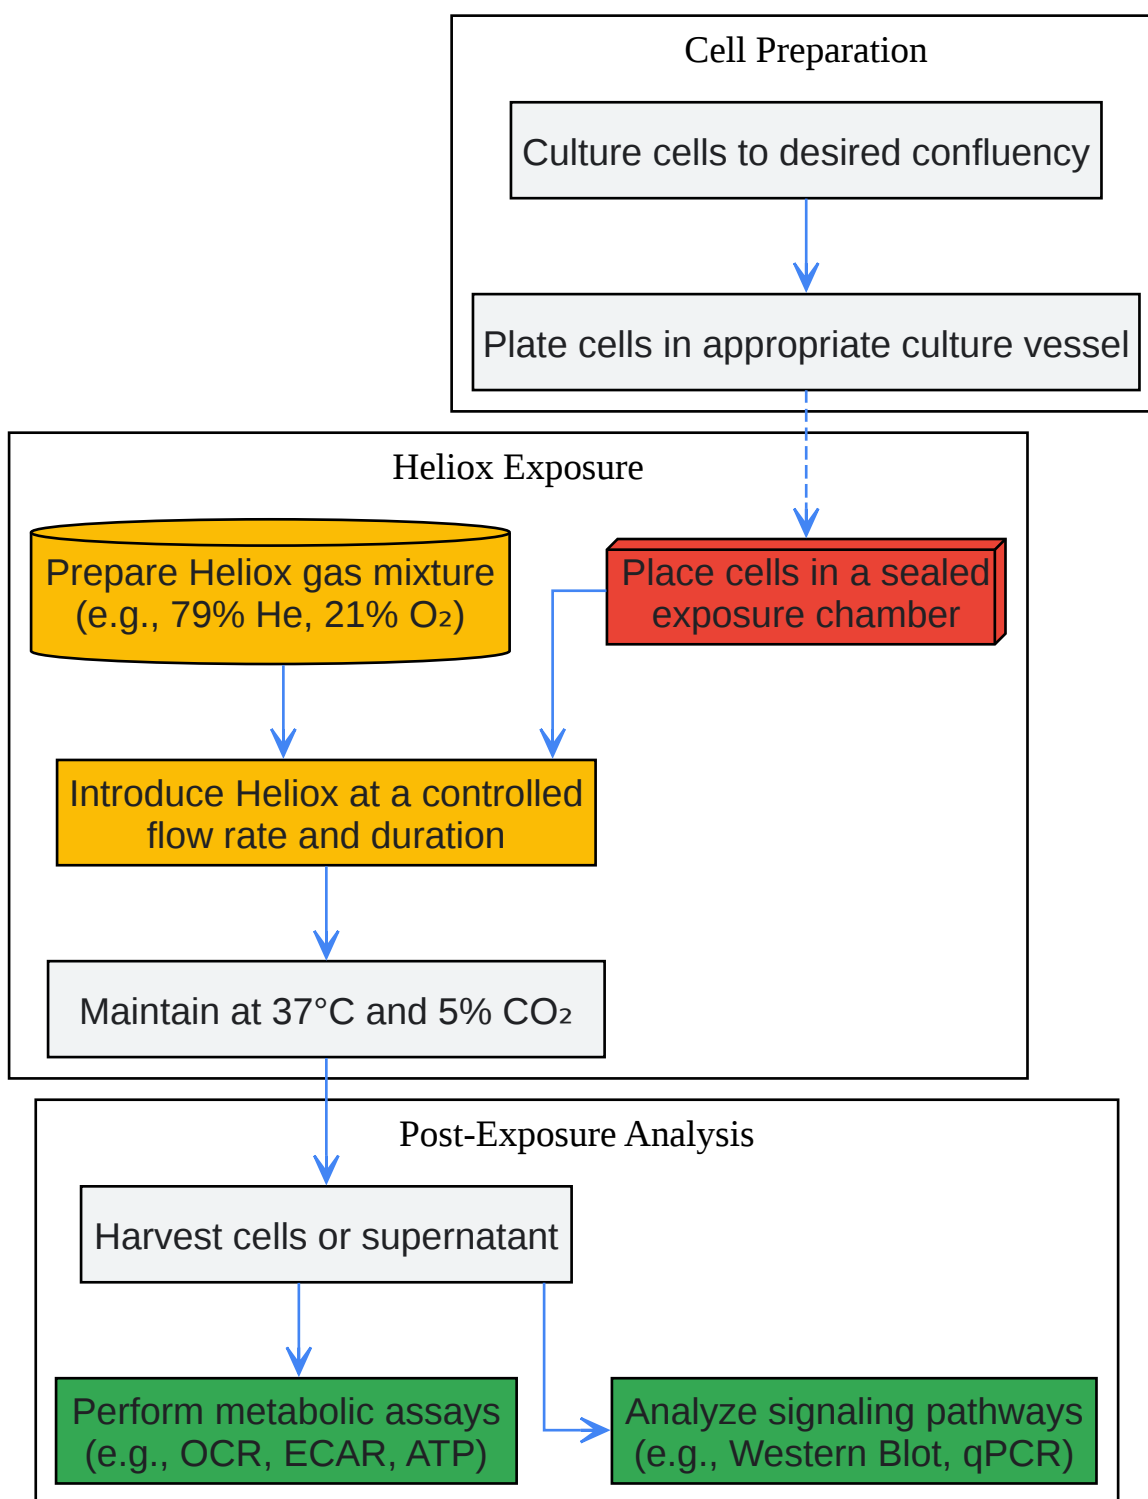 Cell Preparation
Culture cells to desired confluency
Plate cells in appropriate culture vessel
Heliox Exposure
Prepare Heliox gas mixture
(e.g., 79% He, 21% O₂)
Place cells in a sealed
exposure chamber
Introduce Heliox at a controlled
flow rate and duration
Maintain at 37°C and 5% CO₂
Post-Exposure Analysis
Harvest cells or supernatant
Perform metabolic assays
(e.g., OCR, ECAR, ATP)
Analyze signaling pathways
(e.g., Western Blot, qPCR)